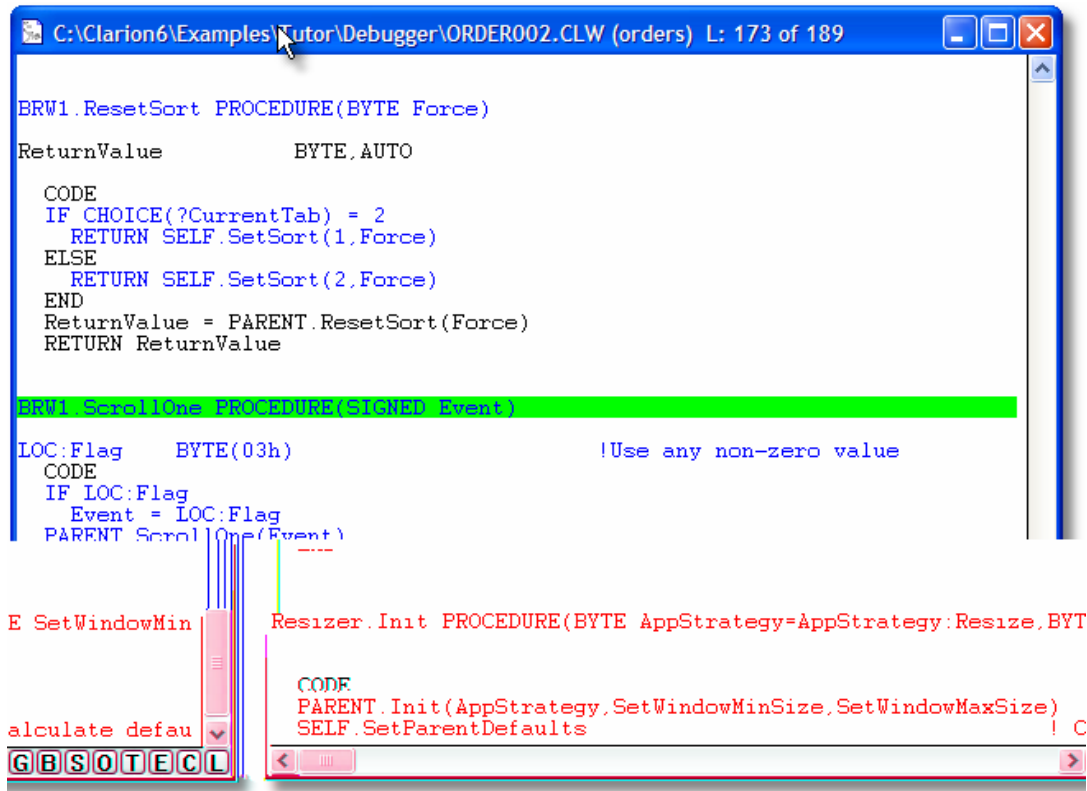 C:\Clarion6\Examples\Tutor\Debugger\ORDER002.CLW (orders) L: 173 of 189
BRW1.ResetSort PROCEDURE(BYTE Force)
ReturnValue BYTE,AUTO
CODE
IF CHOICE(?CurrentTab) = 2
RETURN SELF.SetSort(1,Force)
ELSE
RETURN SELF.SetSort(2,Force)
END
ReturnValue = PARENT.ResetSort(Force)
RETURN ReturnValue
BRW1.ScrollOne PROCEDURE(SIGNED Event)
LOC:Flag BYTE(03h) !Use any non-zero value
CODE
IF LOC:Flag
Event = LOC:Flag
PARENT.ScrollOne(Event)
E SetWindowMin
alculate defau
G B S O T E C L
Resizer.Init PROCEDURE(BYTE AppStrategy=AppStrategy:Resize,BYT
CODE
PARENT.Init(AppStrategy,SetWindowMinSize,SetWindowMaxSize)
SELF.SetParentDefaults ! C